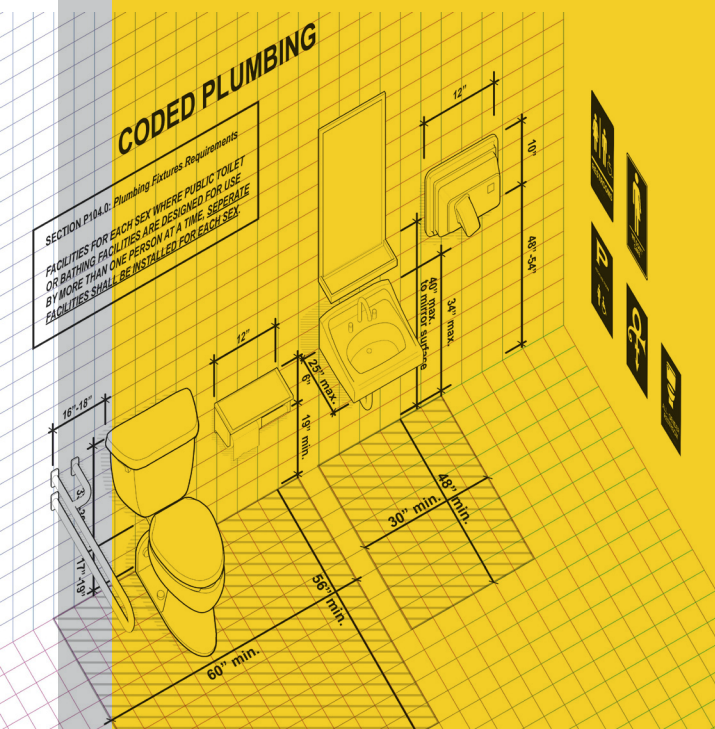 CODED PLUMBING
SECTION P104.0: Plumbing Fixtures Requirements
FACILITIES FOR EACH SEX WHERE PUBLIC TOILET
OR BATHING FACILITIES ARE DESIGNED FOR USE
BY MORE THAN ONE PERSON AT A TIME, SEPERATE
FACILITIES SHALL BE INSTALLED FOR EACH SEX.
12"
10"
48"-54"
40" max.
to mirror surface
34" max.
12"
6"
25" max.
19" min.
16"-18"
17"-19"
48" min.
30" min.
56" min.
60" min.
P